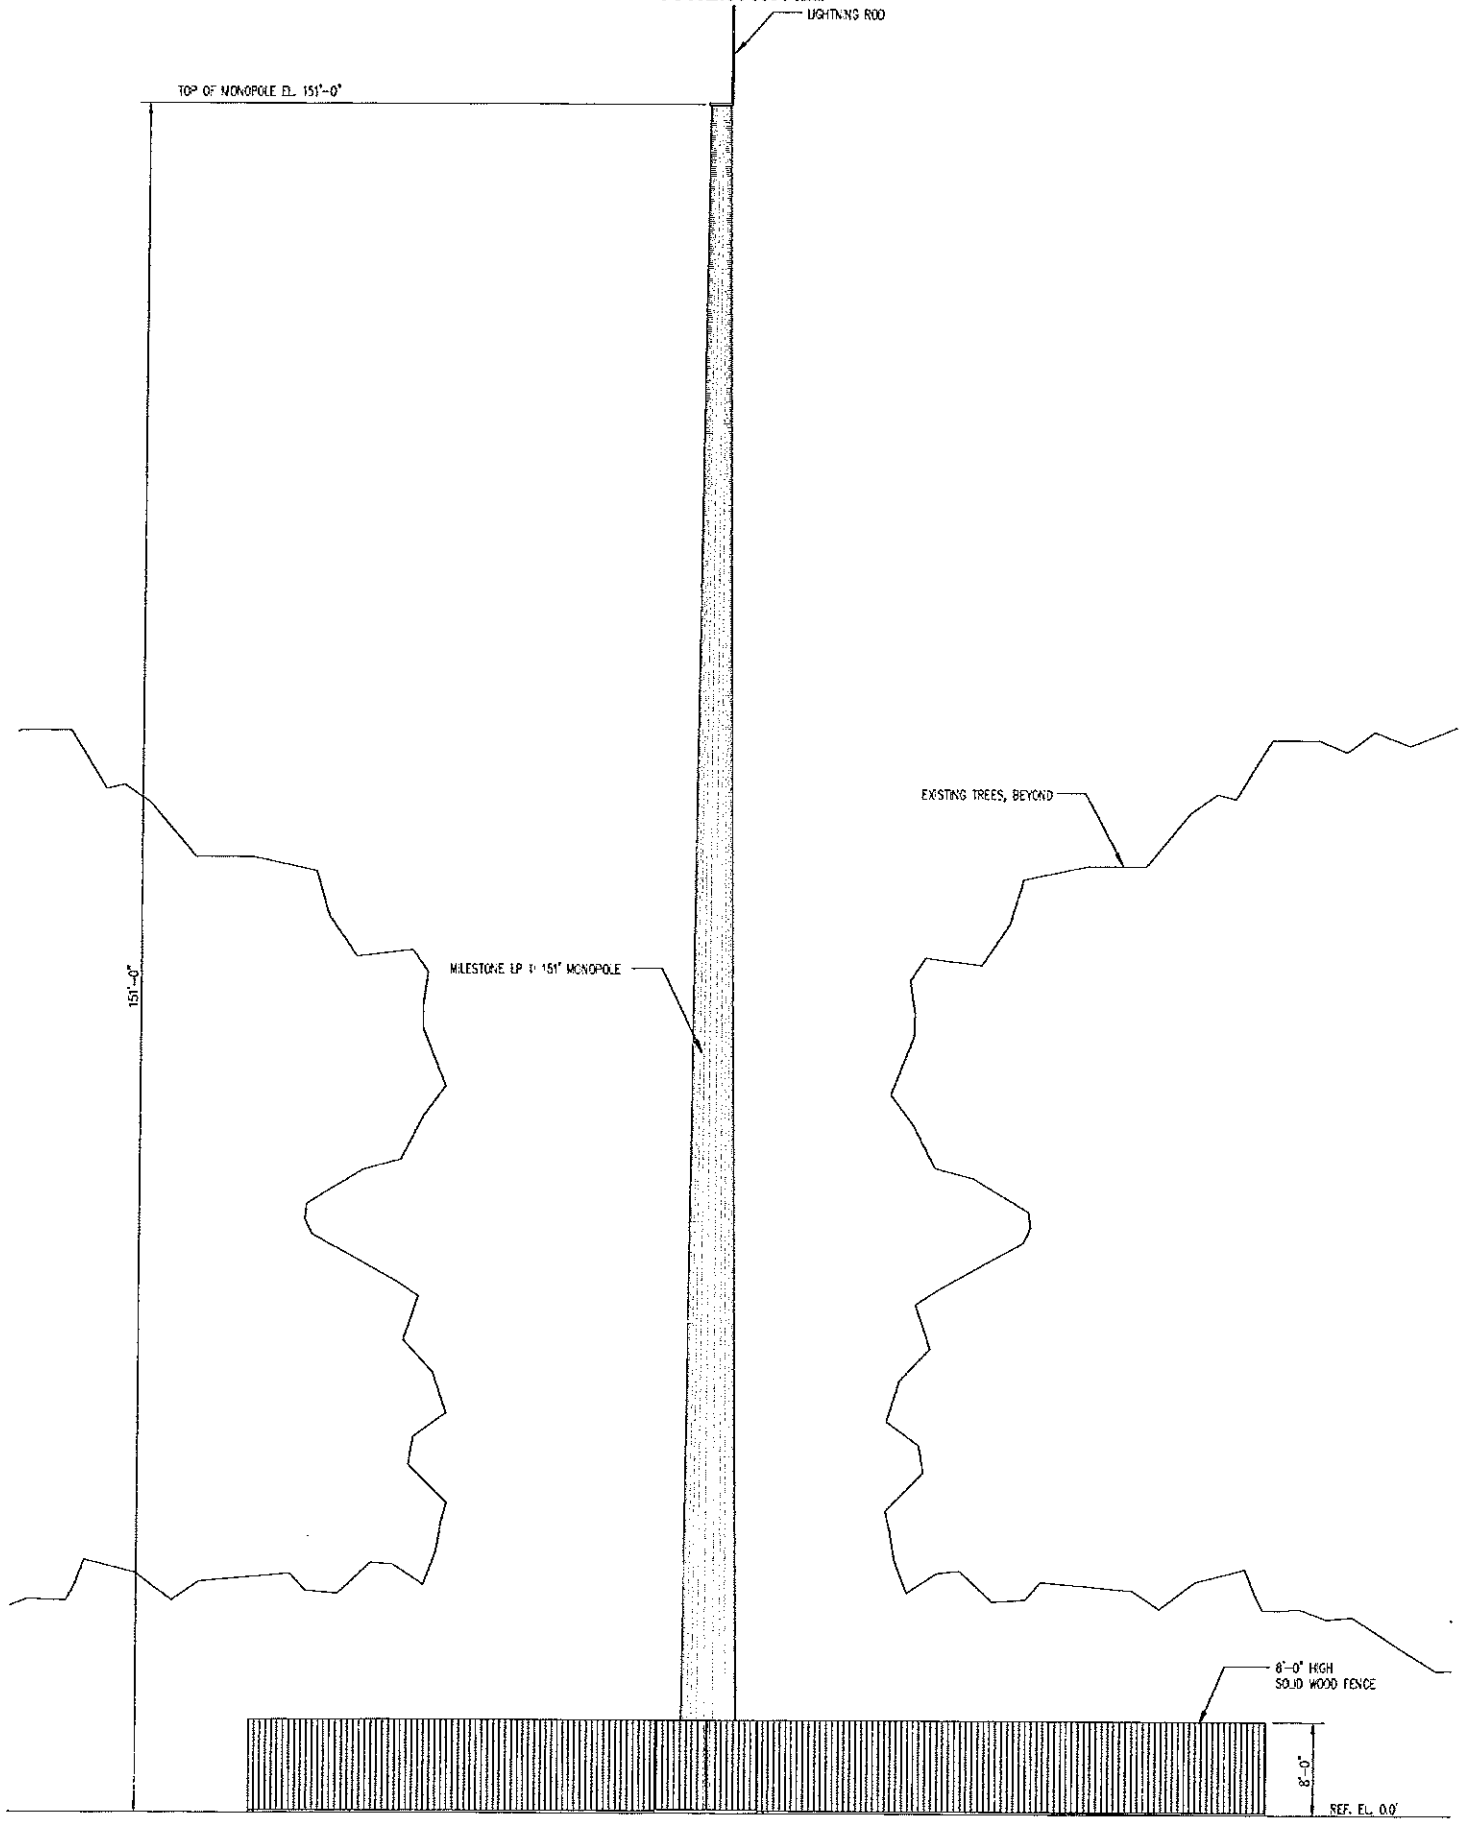 LIGHTNING ROD
TOP OF MONOPOLE EL. 151'-0"
EXISTING TREES, BEYOND
MILESTONE 151' MONOPOLE
151'-0"
8'-0" HIGH
SOLID WOOD FENCE
8'-0"
REF. EL. 0.0'